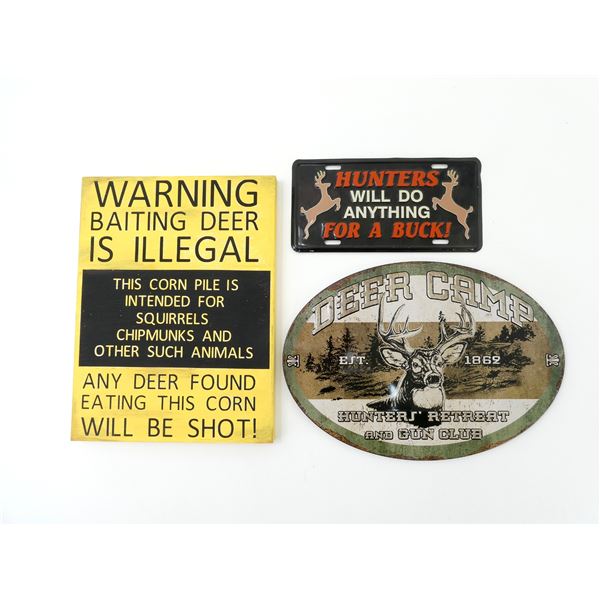 WARNING
BAITING DEER
IS ILLEGAL
THIS CORN PILE IS
INTENDED FOR
SQUIRRELS
CHIPMUNKS AND
OTHER SUCH ANIMALS
ANY DEER FOUND
EATING THIS CORN
WILL BE SHOT!
HUNTERS
WILL DO
ANYTHING
FOR A BUCK!
DEER CAMP
EST. 1862
HUNTERS' RETREAT
AND GUN CLUB